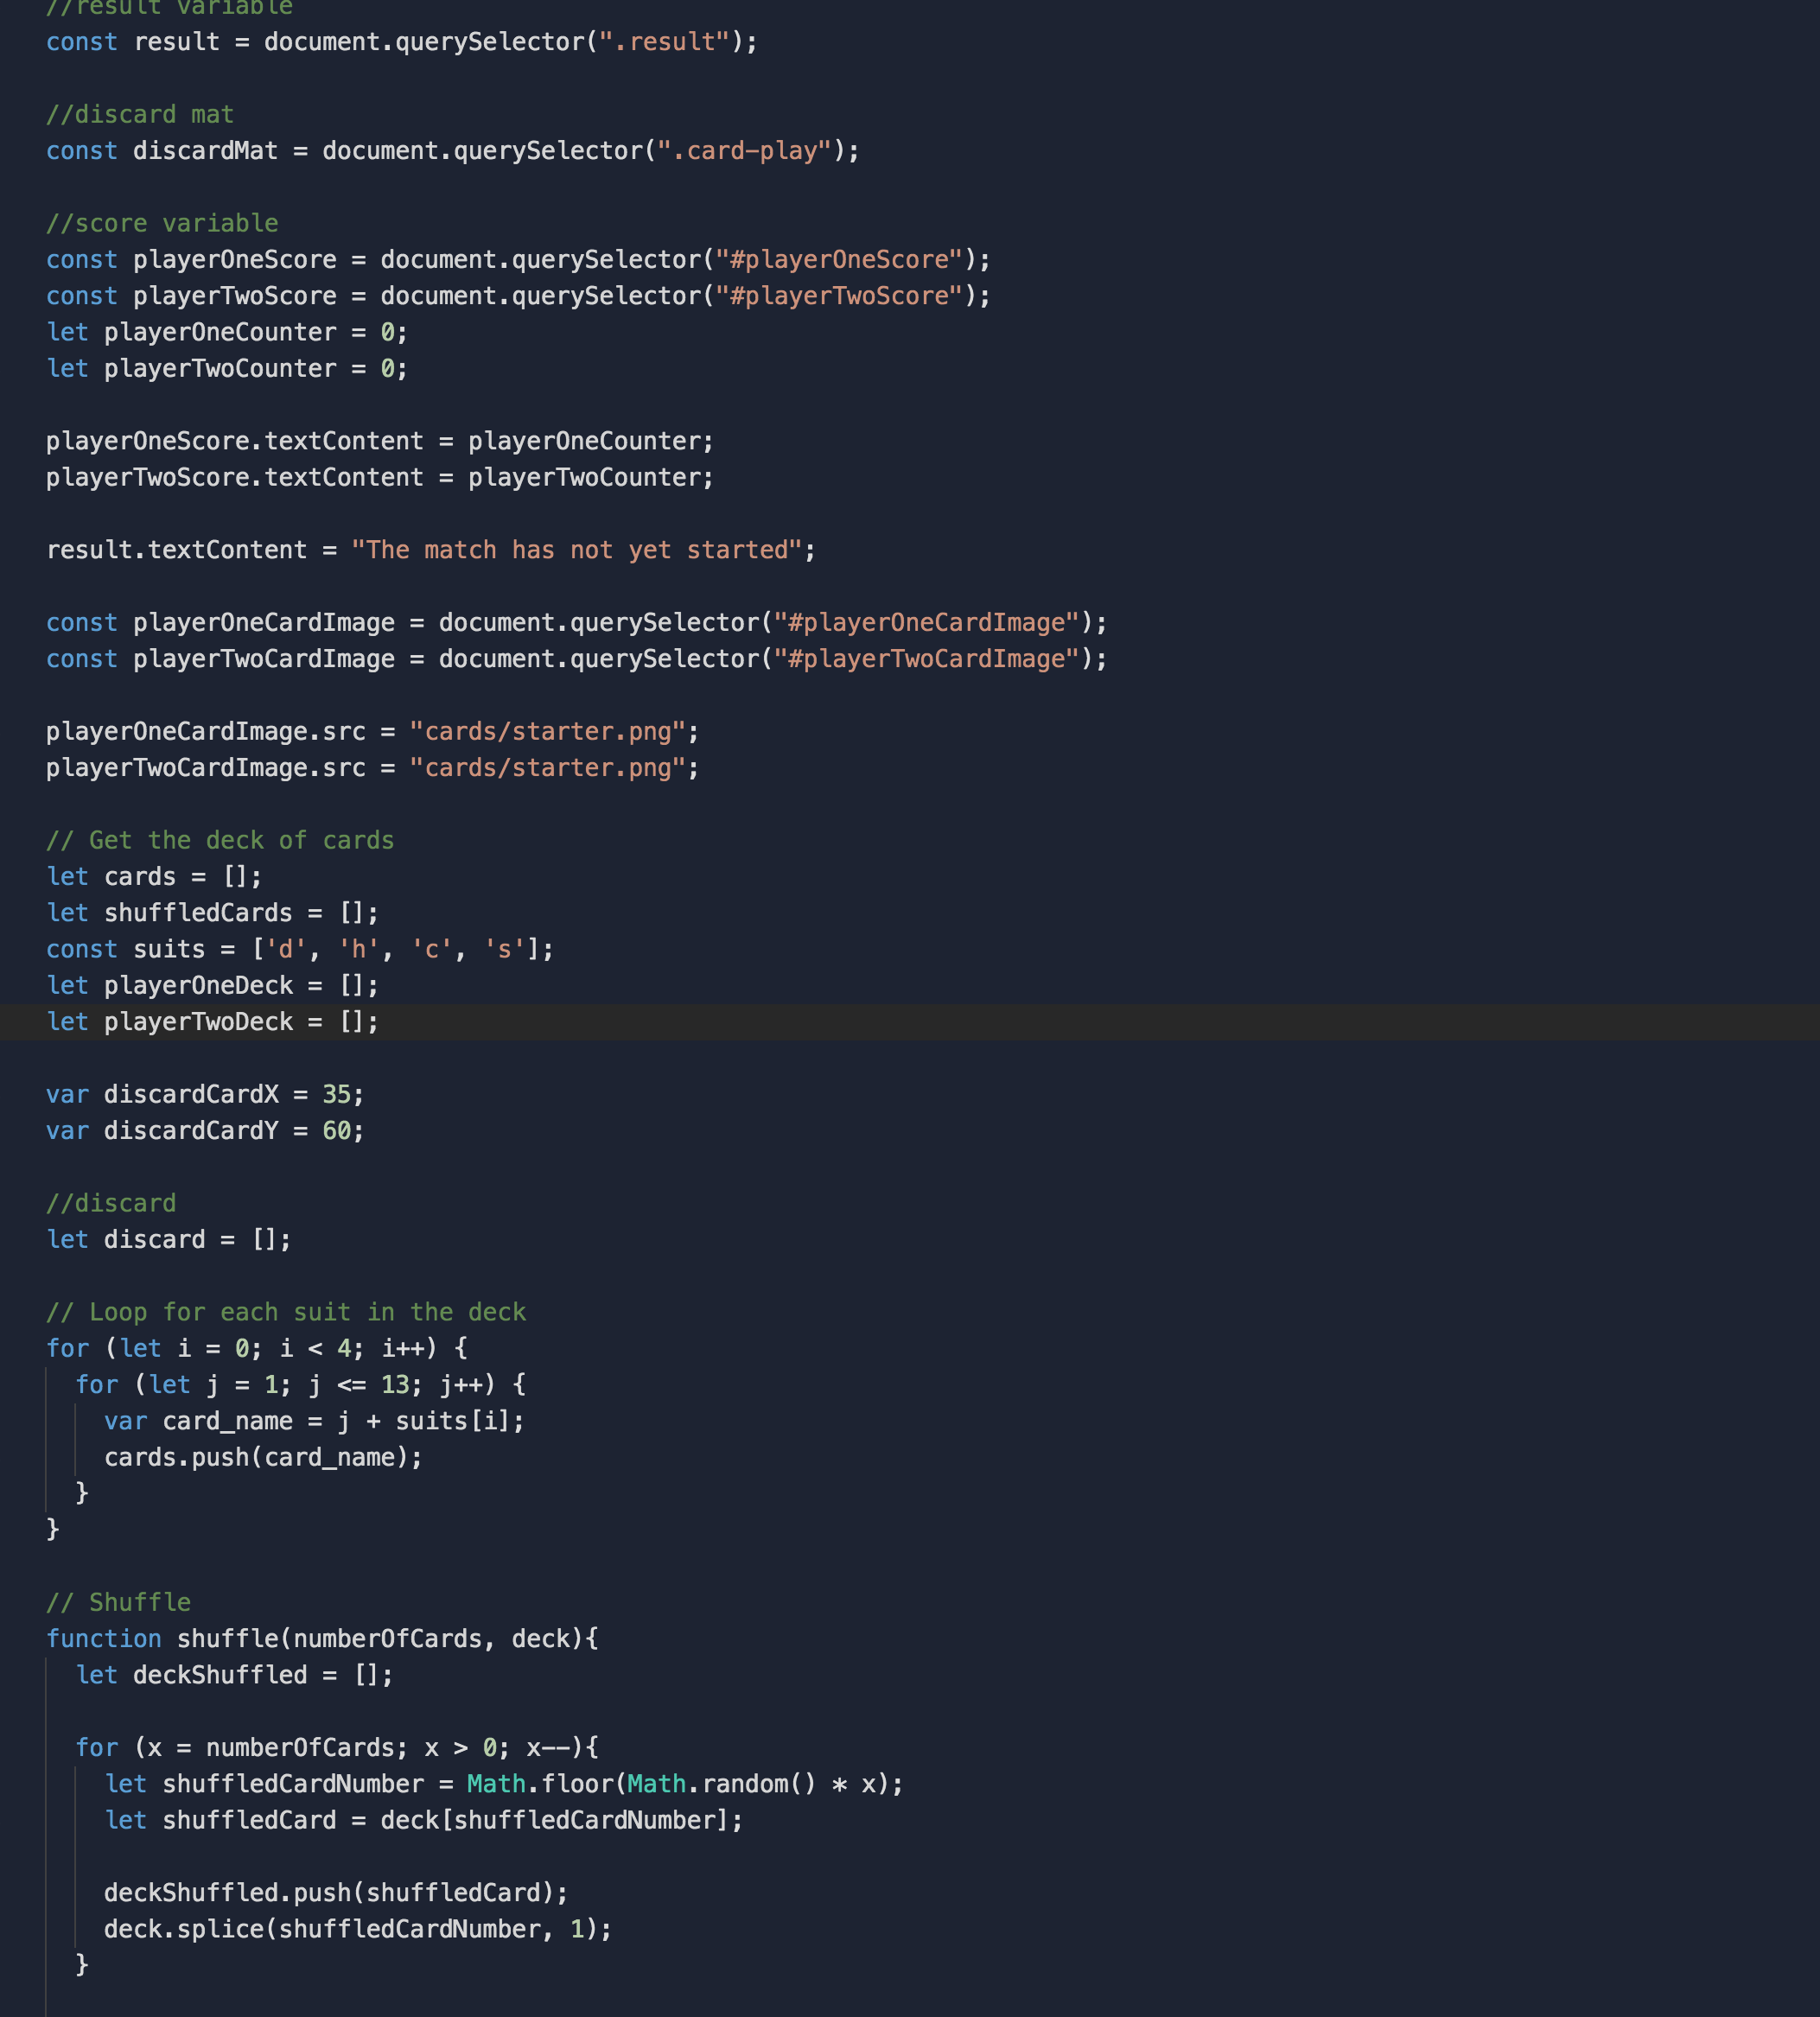 //result variable
const result = document.querySelector(".result");
//discard mat
const discardMat = document.querySelector(".card-play");
//score variable
const playerOneScore = document.querySelector("#playerOneScore");
const playerTwoScore = document.querySelector("#playerTwoScore");
let playerOneCounter = 0;
let playerTwoCounter = 0;
playerOneScore.textContent = playerOneCounter;
playerTwoScore.textContent = playerTwoCounter;
result.textContent = "The match has not yet started";
const playerOneCardImage = document.querySelector("#playerOneCardImage");
const playerTwoCardImage = document.querySelector("#playerTwoCardImage");
playerOneCardImage.src = "cards/starter.png";
playerTwoCardImage.src = "cards/starter.png";
// Get the deck of cards
let cards = [];
let shuffledCards = [];
const suits = ['d', 'h', 'c', 's'];
let playerOneDeck = [];
let playerTwoDeck = [];
var discardCardX = 35;
var discardCardY = 60;
//discard
let discard = [];
// Loop for each suit in the deck
for (let i = 0; i < 4; i++) {
  for (let j = 1; j <= 13; j++) {
    var card_name = j + suits[i];
    cards.push(card_name);
  }
}
// Shuffle
function shuffle(numberOfCards, deck){
  let deckShuffled = [];
  for (x = numberOfCards; x > 0; x--){
    let shuffledCardNumber = Math.floor(Math.random() * x);
    let shuffledCard = deck[shuffledCardNumber];
    deckShuffled.push(shuffledCard);
    deck.splice(shuffledCardNumber, 1);
  }